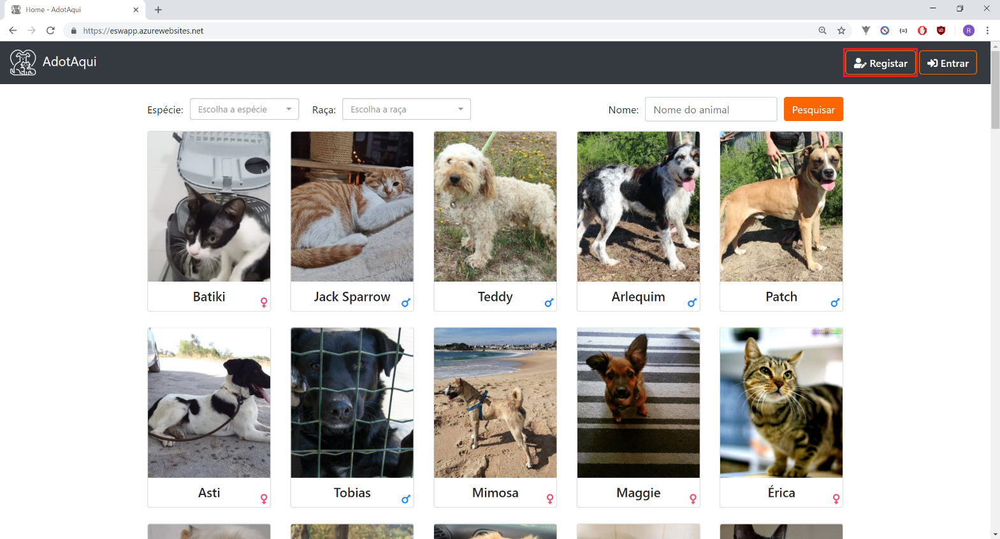 Home - AdotAqui
https://eswapp.azurewebsites.net
R
AdotAqui
Registar
Entrar
Espécie:
Escolha a espécie
Raça:
Escolha a raça
Nome:
Nome do animal
Pesquisar
Batiki
Jack Sparrow
Teddy
Arlequim
Patch
Asti
Tobias
Mimosa
Maggie
Érica